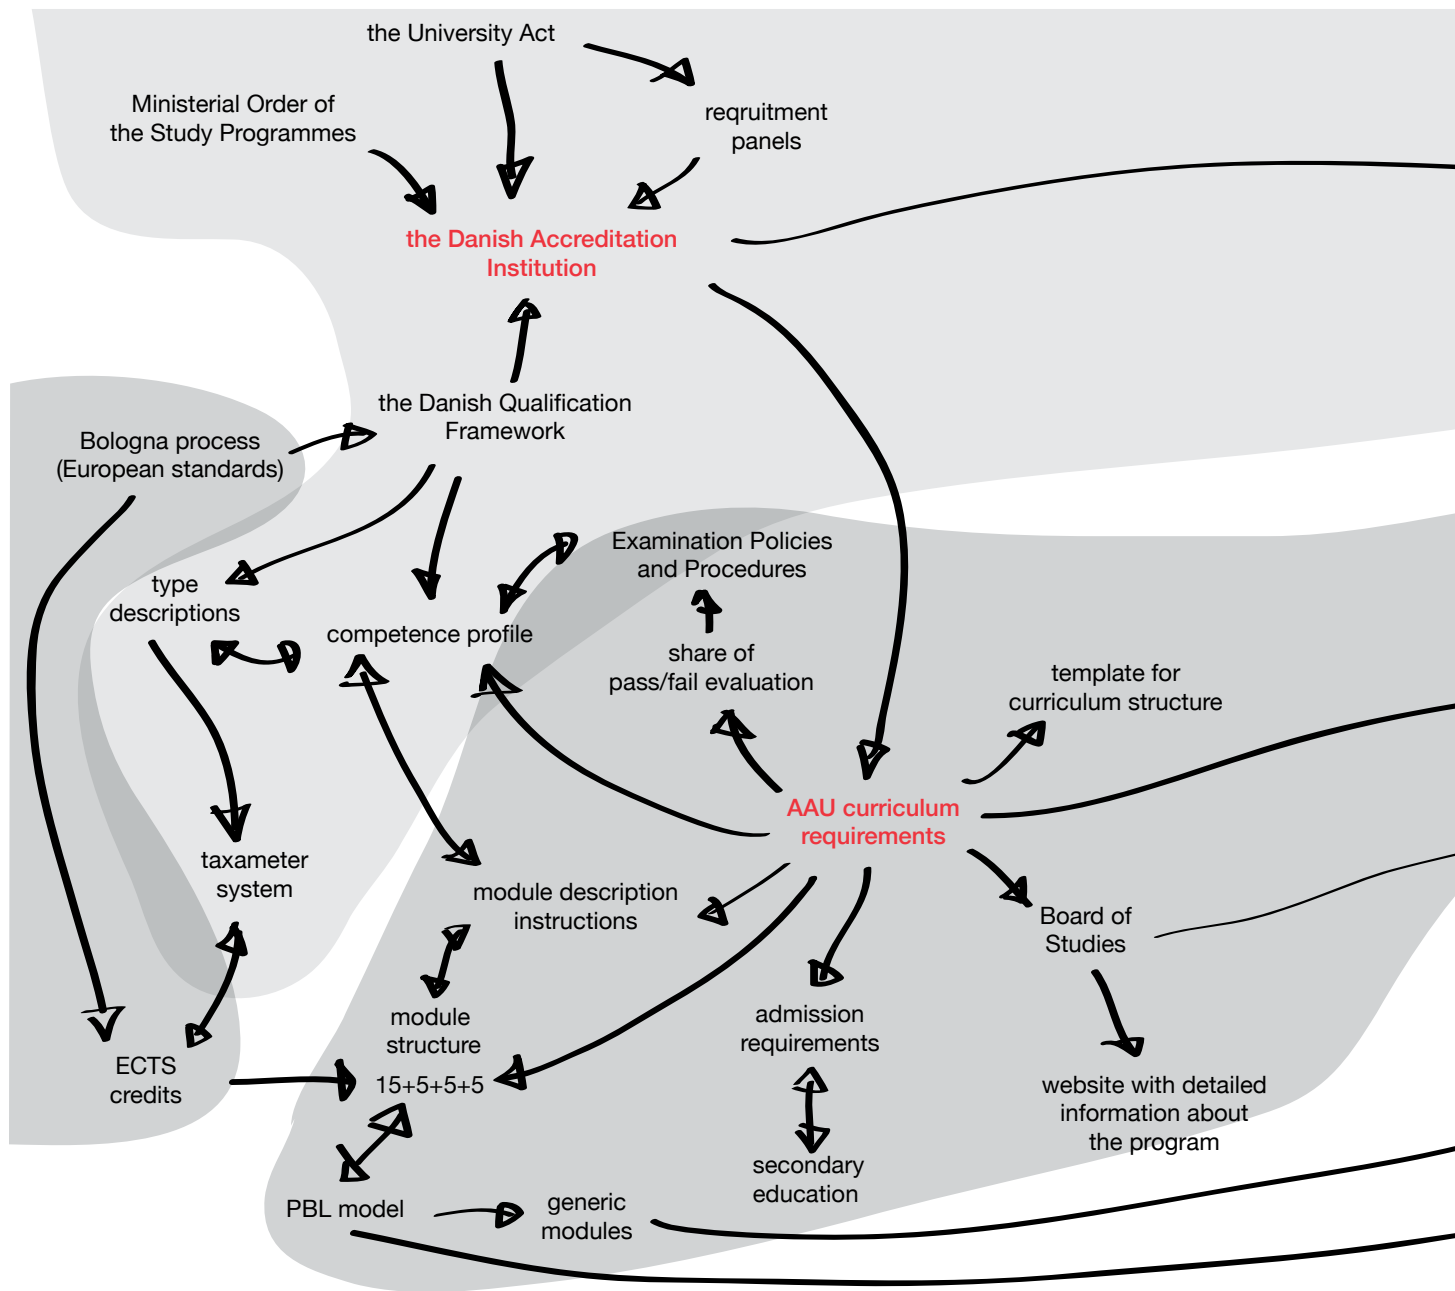 the University Act
Ministerial Order of
the Study Programmes
reqruitment
panels
the Danish Accreditation
Institution
the Danish Qualification
Framework
Bologna process
(European standards)
Examination Policies
and Procedures
type
descriptions
competence profile
share of
pass/fail evaluation
template for
curriculum structure
AAU curriculum
requirements
taxameter
system
module description
instructions
Board of
Studies
module
structure
15+5+5+5
admission
requirements
ECTS
credits
website with detailed
information about
the program
secondary
education
PBL model
generic
modules